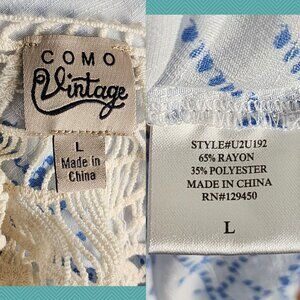 COMO
Vintage
L
Made in
China
STYLE#U2U192
65% RAYON
35% POLYESTER
MADE IN CHINA
RN#129450
L